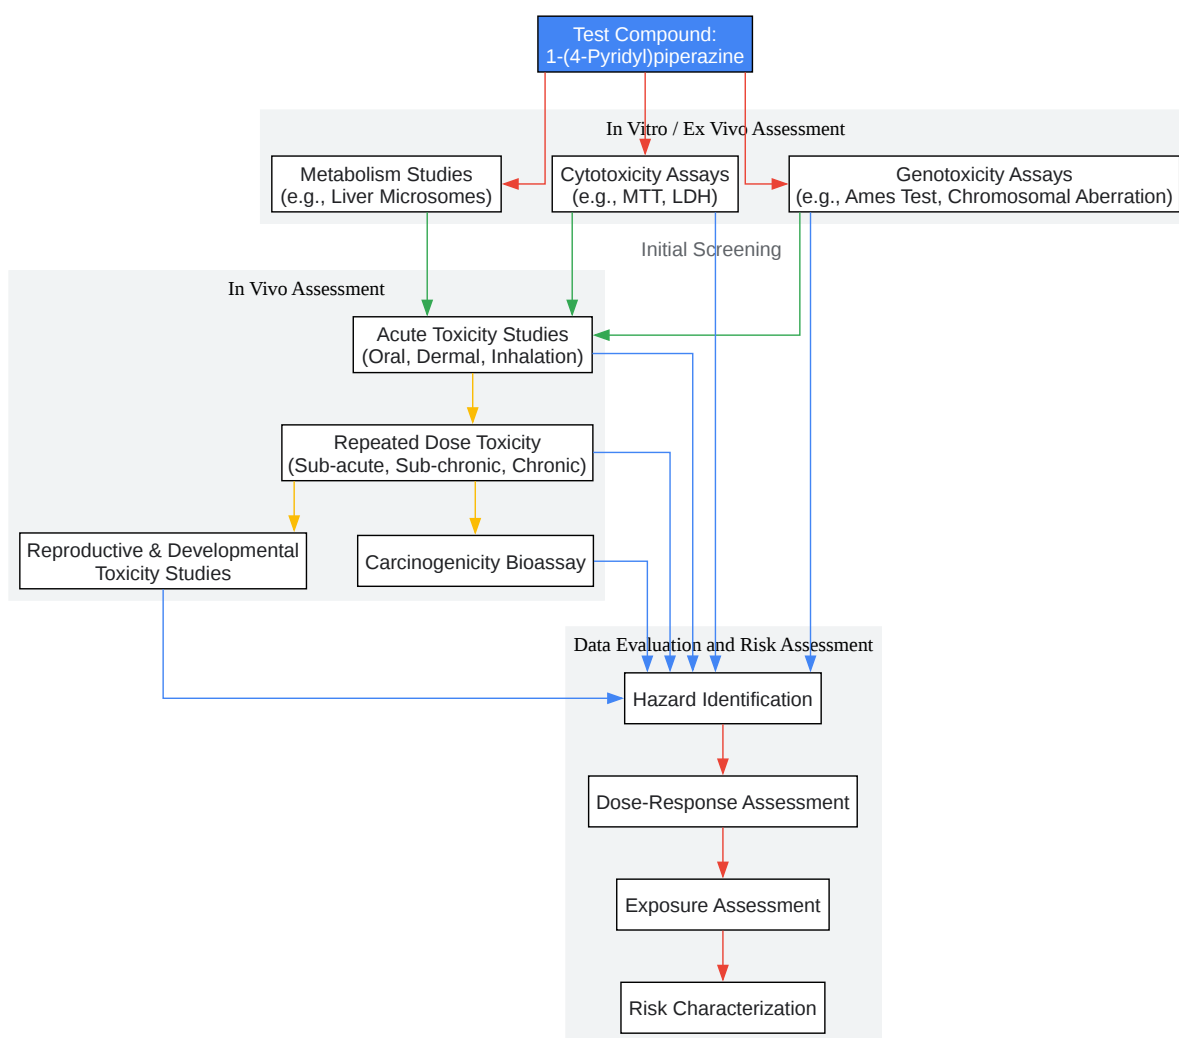 Test Compound:
1-(4-Pyridyl)piperazine
In Vitro / Ex Vivo Assessment
Metabolism Studies
(e.g., Liver Microsomes)
Cytotoxicity Assays
(e.g., MTT, LDH)
Genotoxicity Assays
(e.g., Ames Test, Chromosomal Aberration)
Initial Screening
In Vivo Assessment
Acute Toxicity Studies
(Oral, Dermal, Inhalation)
Repeated Dose Toxicity
(Sub-acute, Sub-chronic, Chronic)
Reproductive & Developmental
Toxicity Studies
Carcinogenicity Bioassay
Data Evaluation and Risk Assessment
Hazard Identification
Dose-Response Assessment
Exposure Assessment
Risk Characterization